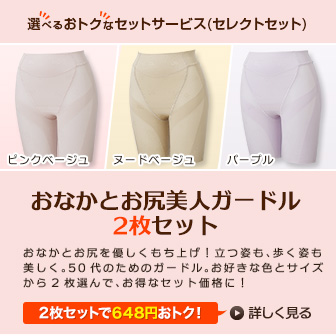 選べるおトクなセットサービス(セレクトセット)
ピンクベージュ
ヌードベージュ
パープル
おなかとお尻美人ガードル
2枚セット
おなかとお尻を優しくもち上げ！立つ姿も、歩く姿も
美しく。50代のためのガードル。お好きな色とサイズ
から2枚選んで、お得なセット価格に！
2枚セットで648円おトク！
詳しく見る